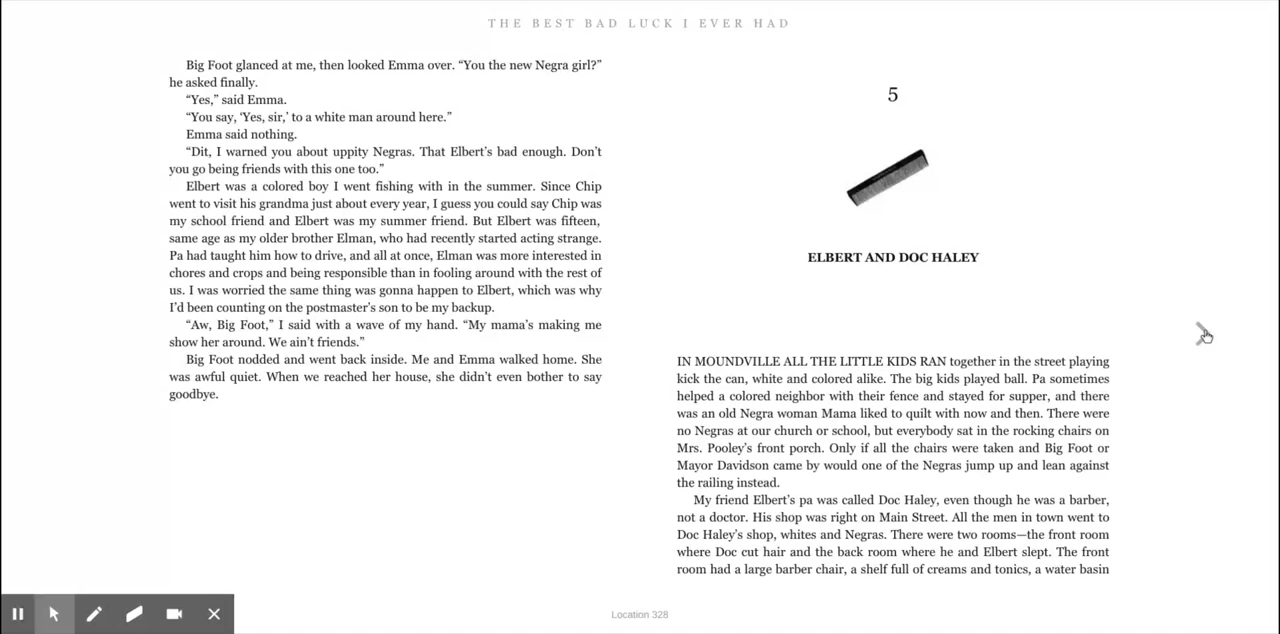 THE BEST BAD LUCK I EVER HAD
Big Foot glanced at me, then looked Emma over. “You the new Negra girl?”
he asked finally.
“Yes,” said Emma.
“You say, ‘Yes, sir,’ to a white man around here.”
Emma said nothing.
“Dit, I warned you about uppity Negras. That Elbert’s bad enough. Don’t
you go being friends with this one too.”
Elbert was a colored boy I went fishing with in the summer. Since Chip
went to visit his grandma just about every year, I guess you could say Chip was
my school friend and Elbert was my summer friend. But Elbert was fifteen,
same age as my older brother Elman, who had recently started acting strange.
Pa had taught him how to drive, and all at once, Elman was more interested in
chores and crops and being responsible than in fooling around with the rest of
us. I was worried the same thing was gonna happen to Elbert, which was why
I’d been counting on the postmaster’s son to be my backup.
“Aw, Big Foot,” I said with a wave of my hand. “My mama’s making me
show her around. We ain’t friends.”
Big Foot nodded and went back inside. Me and Emma walked home. She
was awful quiet. When we reached her house, she didn’t even bother to say
goodbye.
5
ELBERT AND DOC HALEY
IN MOUNDVILLE ALL THE LITTLE KIDS RAN together in the street playing
kick the can, white and colored alike. The big kids played ball. Pa sometimes
helped a colored neighbor with their fence and stayed for supper, and there
was an old Negra woman Mama liked to quilt with now and then. There were
no Negras at our church or school, but everybody sat in the rocking chairs on
Mrs. Pooley’s front porch. Only if all the chairs were taken and Big Foot or
Mayor Davidson came by would one of the Negras jump up and lean against
the railing instead.
My friend Elbert’s pa was called Doc Haley, even though he was a barber,
not a doctor. His shop was right on Main Street. All the men in town went to
Doc Haley’s shop, whites and Negras. There were two rooms—the front room
where Doc cut hair and the back room where he and Elbert slept. The front
room had a large barber chair, a shelf full of creams and tonics, a water basin
Location 328